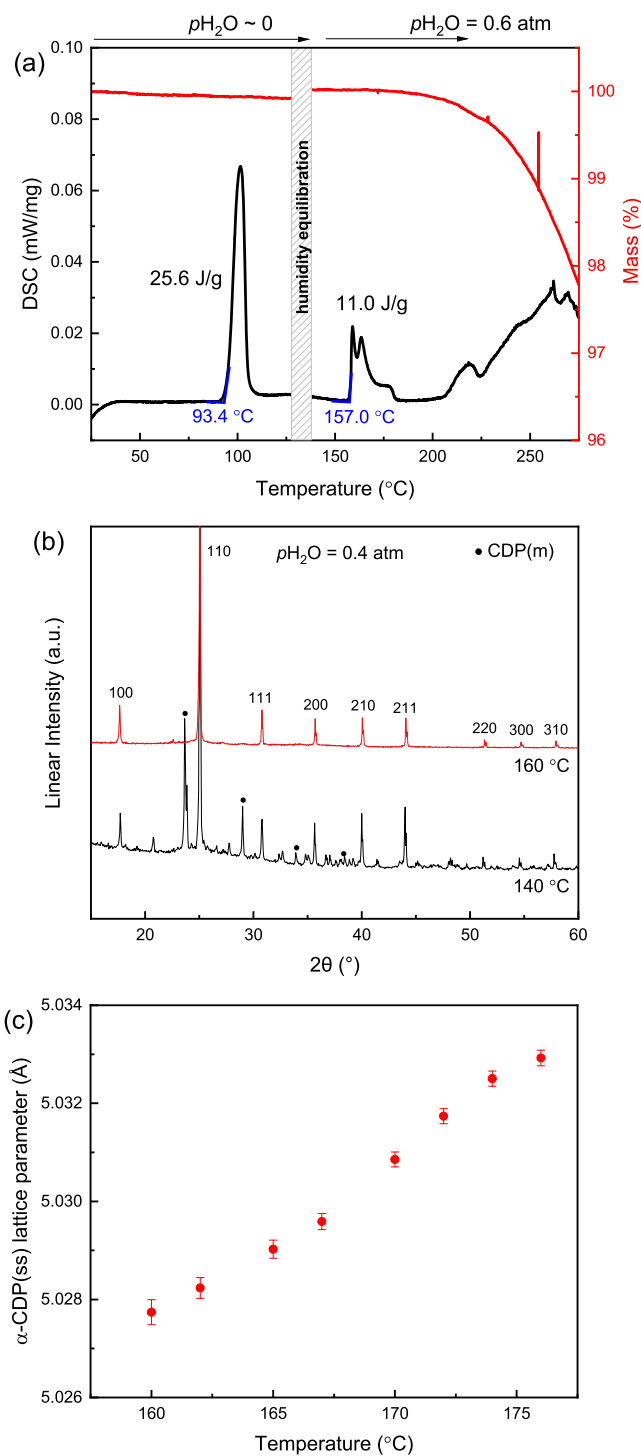 pH₂O ~ 0
pH₂O = 0.6 atm
(a)
0.10
0.08
0.06
0.04
0.02
0.00
DSC (mW/mg)
100
99
98
97
96
Mass (%)
humidity equilibration
25.6 J/g
11.0 J/g
93.4 °C
157.0 °C
50
100
150
200
250
Temperature (°C)
(b)
pH₂O = 0.4 atm
• CDP(m)
110
100
111
200
210
211
220
300
310
160 °C
140 °C
Linear Intensity (a.u.)
20
30
40
50
60
2θ (°)
(c)
5.034
5.032
5.030
5.028
5.026
α-CDP(ss) lattice parameter (Å)
160
165
170
175
Temperature (°C)